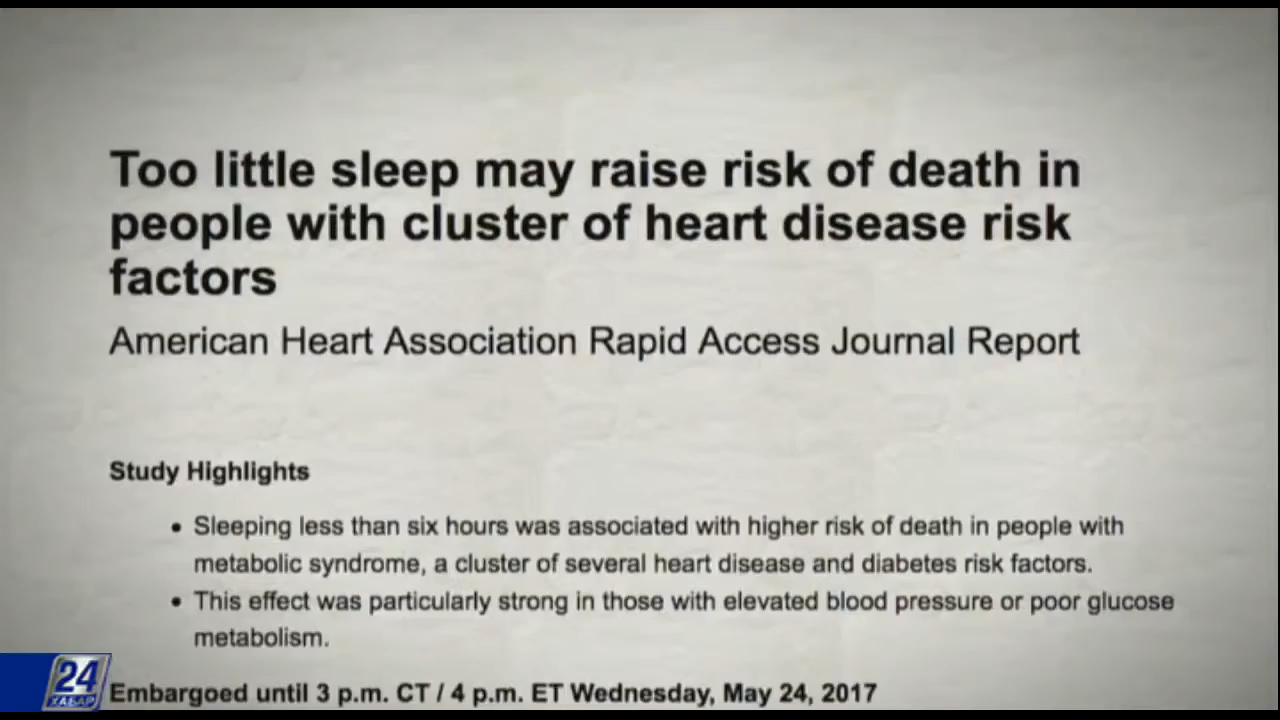 Too little sleep may raise risk of death in
people with cluster of heart disease risk
factors
American Heart Association Rapid Access Journal Report
Study Highlights
• Sleeping less than six hours was associated with higher risk of death in people with
metabolic syndrome, a cluster of several heart disease and diabetes risk factors.
• This effect was particularly strong in those with elevated blood pressure or poor glucose
metabolism.
Embargoed until 3 p.m. CT / 4 p.m. ET Wednesday, May 24, 2017
24
ХАБАР